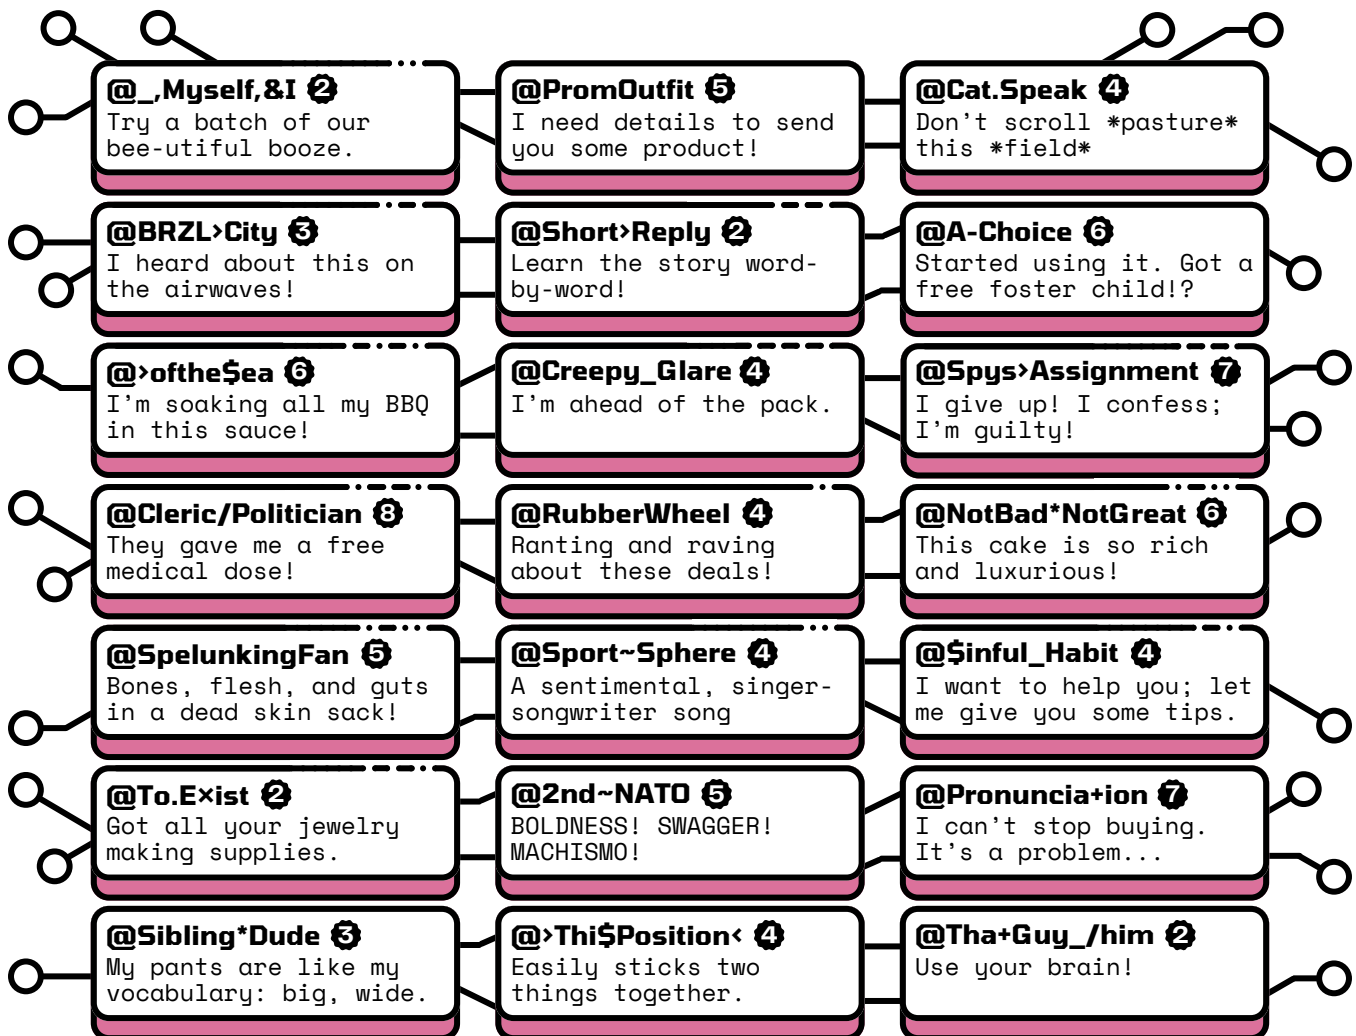 @_,Myself,&I 2
Try a batch of our
bee-utiful booze.
@PromOutfit 5
I need details to send
you some product!
@Cat.Speak 4
Don't scroll *pasture*
this *field*
@BRZL>City 3
I heard about this on
the airwaves!
@Short>Reply 2
Learn the story word-
by-word!
@A-Choice 6
Started using it. Got a
free foster child!?
@>ofthe$ea 6
I'm soaking all my BBQ
in this sauce!
@Creepy_Glare 4
I'm ahead of the pack.
@Spys>Assignment 7
I give up! I confess;
I'm guilty!
@Cleric/Politician 8
They gave me a free
medical dose!
@RubberWheel 4
Ranting and raving
about these deals!
@NotBad*NotGreat 6
This cake is so rich
and luxurious!
@SpelunkingFan 5
Bones, flesh, and guts
in a dead skin sack!
@Sport~Sphere 4
A sentimental, singer-
songwriter song
@$inful_Habit 4
I want to help you; let
me give you some tips.
@To.E×ist 2
Got all your jewelry
making supplies.
@2nd~NATO 5
BOLDNESS! SWAGGER!
MACHISMO!
@Pronuncia+ion 7
I can't stop buying.
It's a problem...
@Sibling*Dude 3
My pants are like my
vocabulary: big, wide.
@>Thi$Position< 4
Easily sticks two
things together.
@Tha+Guy_/him 2
Use your brain!